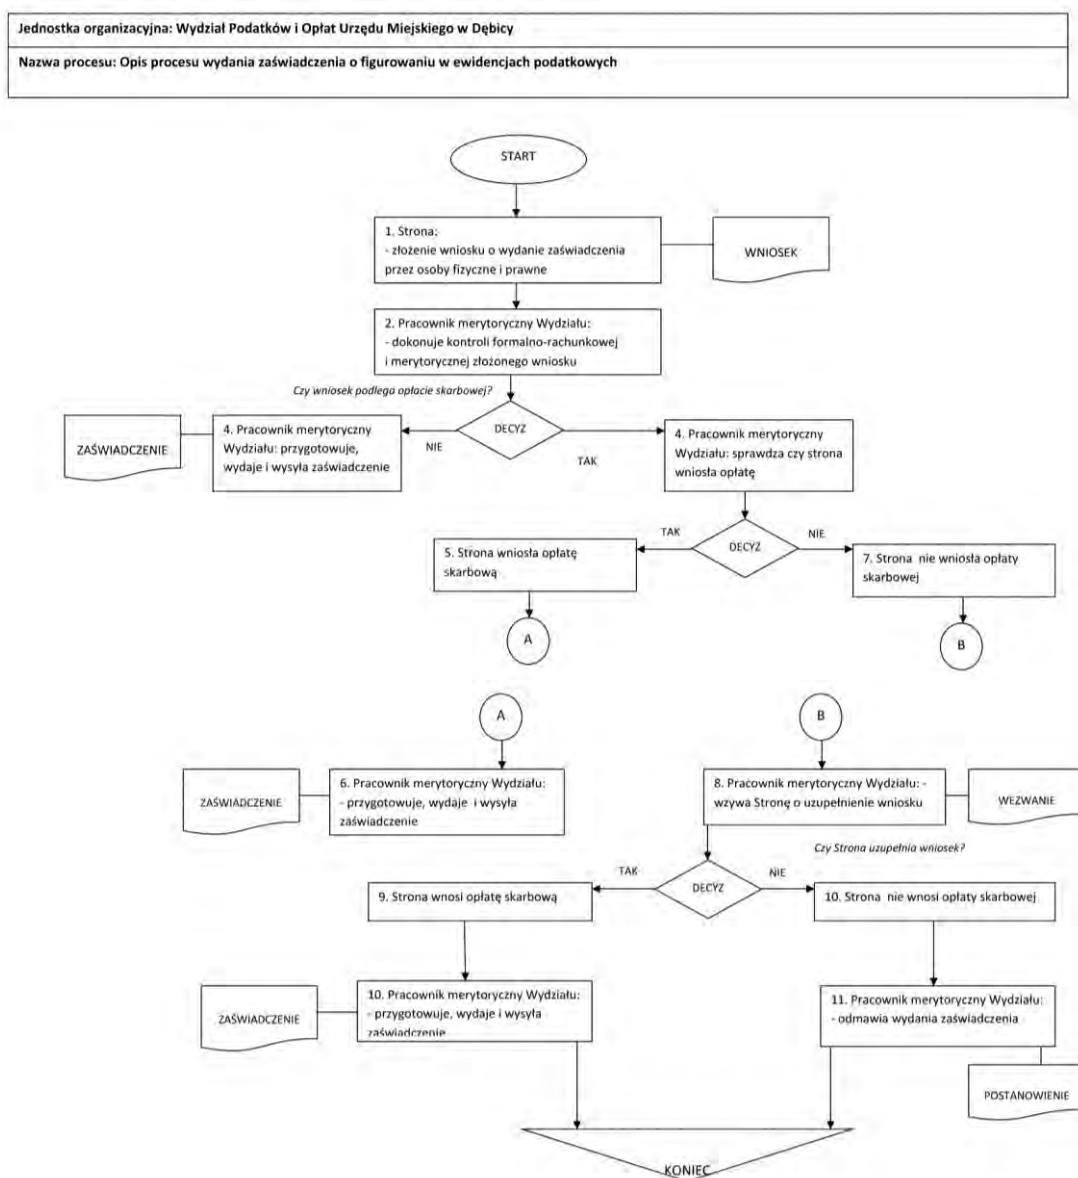 Jednostka organizacyjna: Wydział Podatków i Opłat Urzędu Miejskiego w Dębicy
Nazwa procesu: Opis procesu wydania zaświadczenia o figurowaniu w ewidencjach podatkowych
START
1. Strona:
- złożenie wniosku o wydanie zaświadczenia
przez osoby fizyczne i prawne
WNIOSEK
2. Pracownik merytoryczny Wydziału:
- dokonuje kontroli formalno-rachunkowej
i merytorycznej złożonego wniosku
Czy wniosek podlega opłacie skarbowej?
DECYZ
NIE
TAK
ZAŚWIADCZENIE
4. Pracownik merytoryczny
Wydziału: przygotowuje,
wydaje i wysyła zaświadczenie
4. Pracownik merytoryczny
Wydziału: sprawdza czy strona
wniosła opłatę
TAK
DECYZ
NIE
5. Strona wniosła opłatę
skarbową
7. Strona nie wniosła opłaty
skarbowej
A
B
A
B
ZAŚWIADCZENIE
6. Pracownik merytoryczny Wydziału:
- przygotowuje, wydaje i wysyła
zaświadczenie
8. Pracownik merytoryczny Wydziału: -
wzywa Stronę o uzupełnienie wniosku
WEZWANIE
Czy Strona uzupełnia wniosek?
TAK
DECYZ
NIE
9. Strona wnosi opłatę skarbową
10. Strona nie wnosi opłaty skarbowej
ZAŚWIADCZENIE
10. Pracownik merytoryczny Wydziału:
- przygotowuje, wydaje i wysyła
zaświadczenie
11. Pracownik merytoryczny Wydziału:
- odmawia wydania zaświadczenia
POSTANOWIENIE
KONIEC